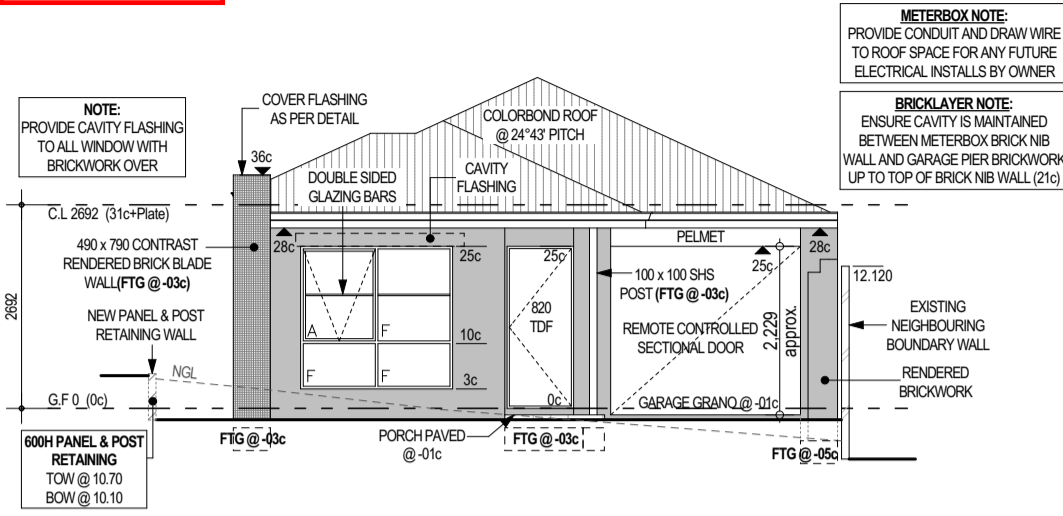 METERBOX NOTE:
PROVIDE CONDUIT AND DRAW WIRE
TO ROOF SPACE FOR ANY FUTURE
ELECTRICAL INSTALLS BY OWNER
BRICKLAYER NOTE:
ENSURE CAVITY IS MAINTAINED
BETWEEN METERBOX BRICK NIB
WALL AND GARAGE PIER BRICKWORK
UP TO TOP OF BRICK NIB WALL (21c)
NOTE:
PROVIDE CAVITY FLASHING
TO ALL WINDOW WITH
BRICKWORK OVER
COVER FLASHING
AS PER DETAIL
36c
COLORBOND ROOF
@ 24°43' PITCH
DOUBLE SIDED
GLAZING BARS
CAVITY
FLASHING
C.L 2692 (31c+Plate)
2692
490 x 790 CONTRAST
RENDERED BRICK BLADE
WALL(FTG @ -03c)
NEW PANEL & POST
RETAINING WALL
NGL
G.F 0 (0c)
28c
25c
A
F
10c
F
F
3c
25c
820
TDF
0c
PELMET
28c
25c
100 x 100 SHS
POST (FTG @ -03c)
REMOTE CONTROLLED
SECTIONAL DOOR
2,229
approx.
GARAGE GRANO @ -01c
12.120
EXISTING
NEIGHBOURING
BOUNDARY WALL
RENDERED
BRICKWORK
600H PANEL & POST
RETAINING
TOW @ 10.70
BOW @ 10.10
FTG @ -03c
PORCH PAVED
@ -01c
FTG @ -03c
FTG @ -05c